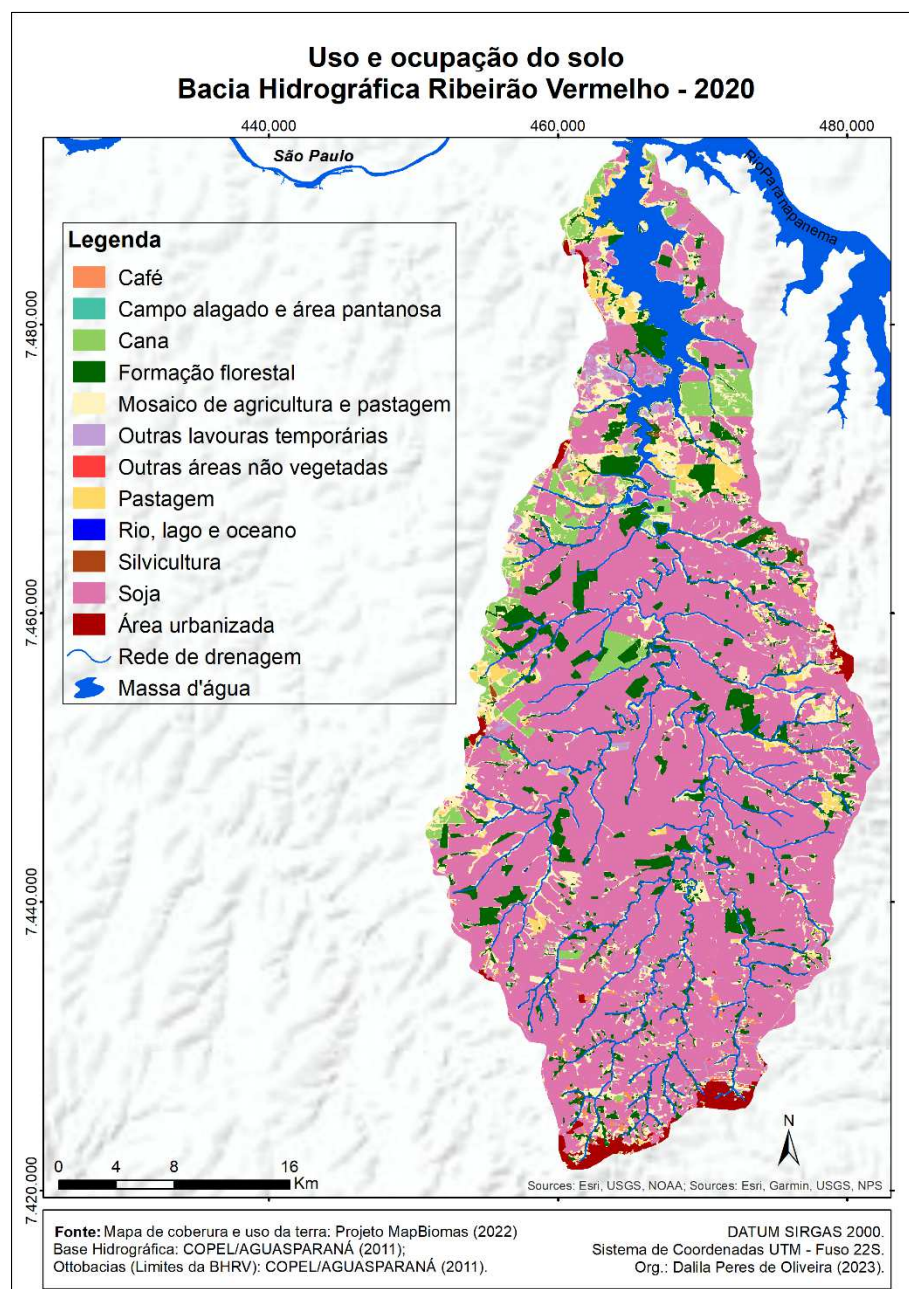 Uso e ocupação do solo
Bacia Hidrográfica Ribeirão Vermelho - 2020
440.000
460.000
480.000
São Paulo
RioParanapanema
Legenda
Café
Campo alagado e área pantanosa
Cana
Formação florestal
Mosaico de agricultura e pastagem
Outras lavouras temporárias
Outras áreas não vegetadas
Pastagem
Rio, lago e oceano
Silvicultura
Soja
Área urbanizada
Rede de drenagem
Massa d'água
7.480.000
7.460.000
7.440.000
7.420.000
N
0 4 8 16
Km
Sources: Esri, USGS, NOAA; Sources: Esri, Garmin, USGS, NPS
Fonte: Mapa de coberura e uso da terra: Projeto MapBiomas (2022)
Base Hidrográfica: COPEL/AGUASPARANÁ (2011);
Ottobacias (Limites da BHRV): COPEL/AGUASPARANÁ (2011).
DATUM SIRGAS 2000.
Sistema de Coordenadas UTM - Fuso 22S.
Org.: Dalila Peres de Oliveira (2023).